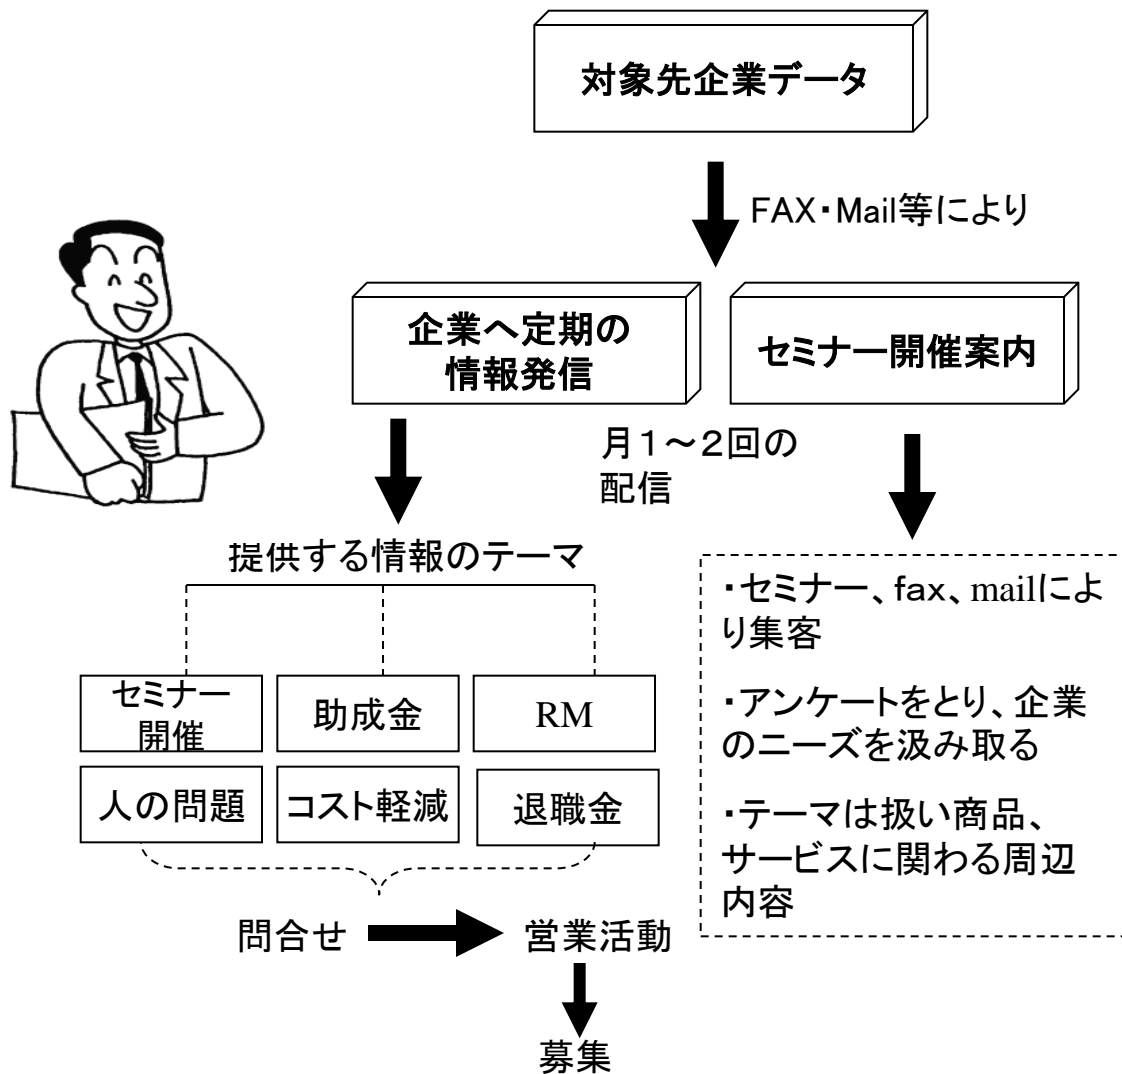 対象先企業データ
FAX・Mail等により
企業へ定期の
情報発信
セミナー開催案内
月１～２回の
配信
提供する情報のテーマ
セミナー
開催
助成金
RM
人の問題
コスト軽減
退職金
問合せ
営業活動
募集
・セミナー、fax、mailによ
り集客
・アンケートをとり、企業
のニーズを汲み取る
・テーマは扱い商品、
サービスに関わる周辺
内容